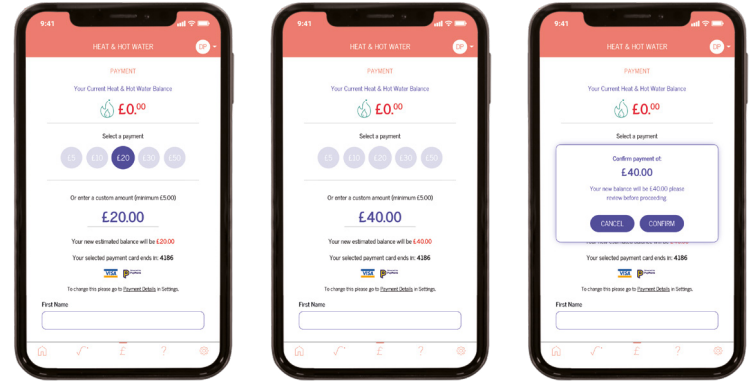 9:41
HEAT & HOT WATER
DP
PAYMENT
Your Current Heat & Hot Water Balance
£0.00
Select a payment
£5 £10 £20 £30 £50
Or enter a custom amount (minimum £5.00)
£20.00
Your new estimated balance will be £20.00
Your selected payment card ends in: 4186
VISA
To change this please go to Payment Details in Settings.
First Name
£ ?
9:41
HEAT & HOT WATER
DP
PAYMENT
Your Current Heat & Hot Water Balance
£0.00
Select a payment
£5 £10 £20 £30 £50
Or enter a custom amount (minimum £5.00)
£40.00
Your new estimated balance will be £40.00
Your selected payment card ends in: 4186
VISA
To change this please go to Payment Details in Settings.
First Name
£ ?
9:41
HEAT & HOT WATER
DP
PAYMENT
Your Current Heat & Hot Water Balance
£0.00
Select a payment
Confirm payment of:
£40.00
Your new balance will be £40.00 please
review before proceeding
CANCEL CONFIRM
Your selected payment card ends in: 4186
VISA
To change this please go to Payment Details in Settings.
First Name
£ ?